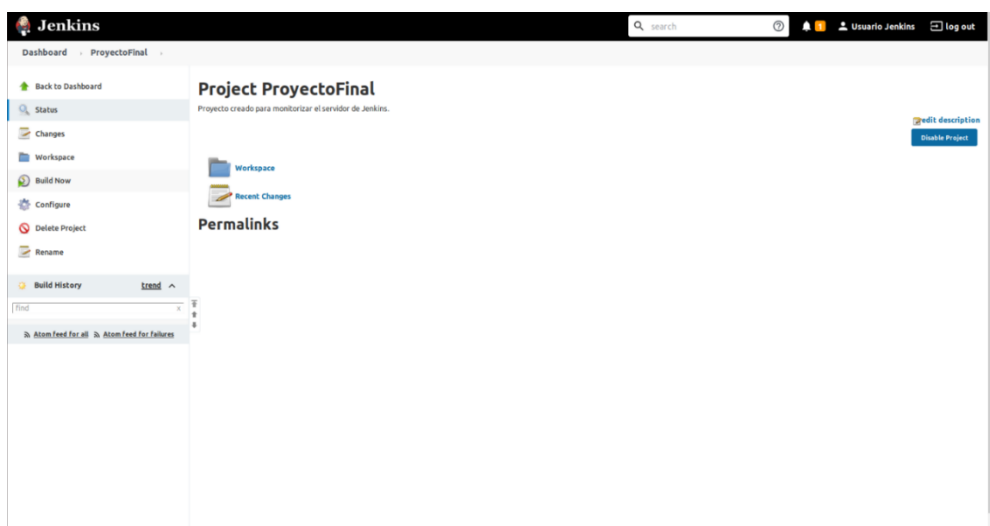 Jenkins
search
1
Usuario Jenkins
log out
Dashboard
ProyectoFinal
Back to Dashboard
Status
Changes
Workspace
Build Now
Configure
Delete Project
Rename
Build History
trend
find
x
Atom feed for all
Atom feed for failures
Project ProyectoFinal
Proyecto creado para monitorizar el servidor de Jenkins.
edit description
Disable Project
Workspace
Recent Changes
Permalinks